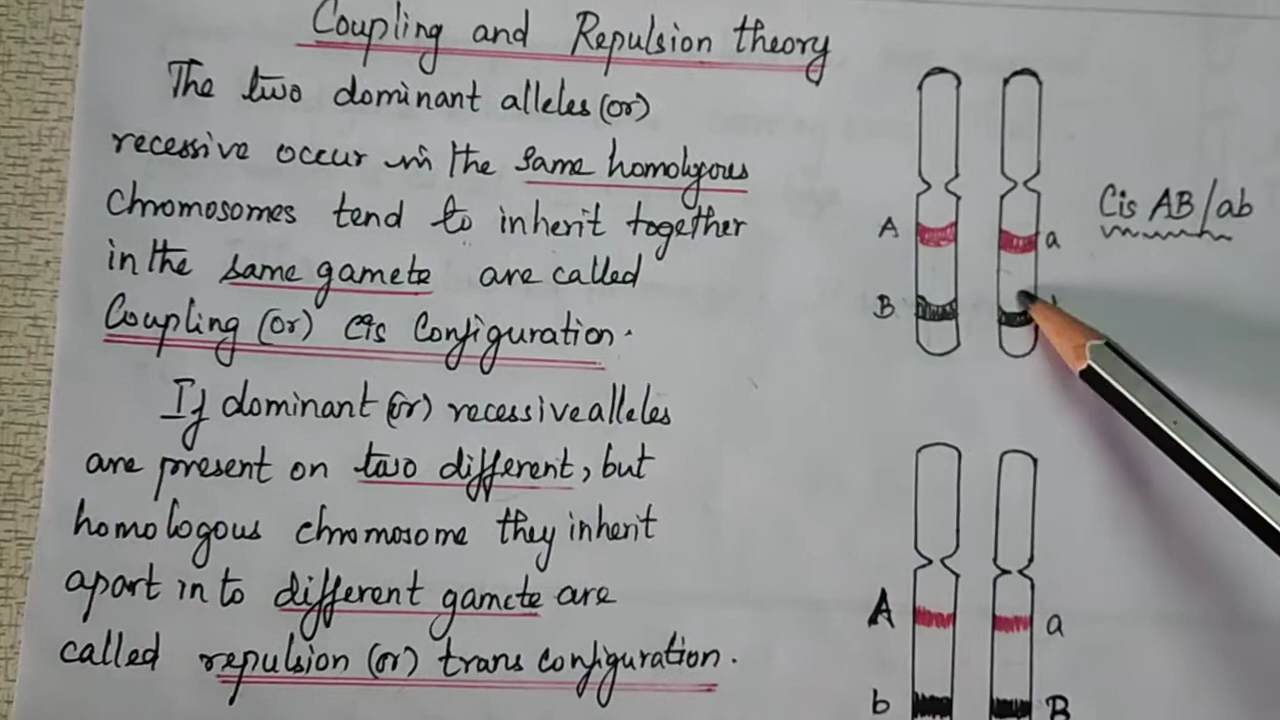 Coupling and Repulsion theory
The two dominant alleles (or)
recessive occur in the same homolgous
chromosomes tend to inherit together
in the same gamete are called
Coupling (or) Cis Configuration.
If dominant (or) recessive alleles
are present on two different, but
homologous chromosome they inherit
apart in to different gamete are
called repulsion (or) trans configuration.
A
a
B
Cis AB/ab
A
a
b
B